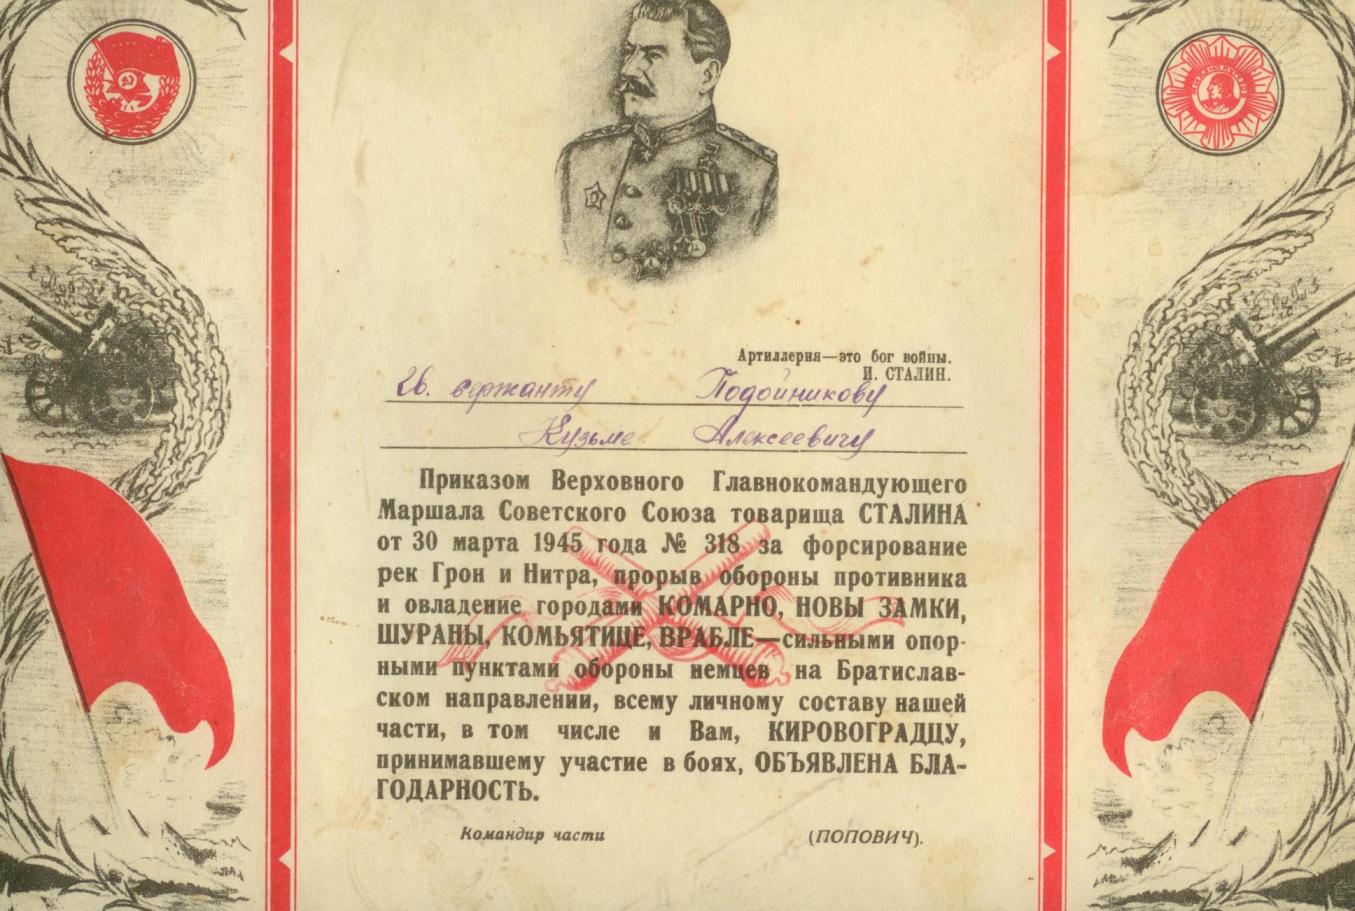 Артиллерия—это бог войны.
И. СТАЛИН.
Гв. сержанту Подойникову
Кузьме Алексеевичу
Приказом Верховного Главнокомандующего
Маршала Советского Союза товарища СТАЛИНА
от 30 марта 1945 года № 318 за форсирование
рек Грон и Нитра, прорыв обороны противника
и овладение городами КОМАРНО, НОВЫ ЗАМКИ,
ШУРАНЫ, КОМЬЯТИЦЕ, ВРАБЛЕ—сильными опор-
ными пунктами обороны немцев на Братислав-
ском направлении, всему личному составу нашей
части, в том числе и Вам, КИРОВОГРАДЦУ,
принимавшему участие в боях, ОБЪЯВЛЕНА БЛА-
ГОДАРНОСТЬ.
Командир части (ПОПОВИЧ).